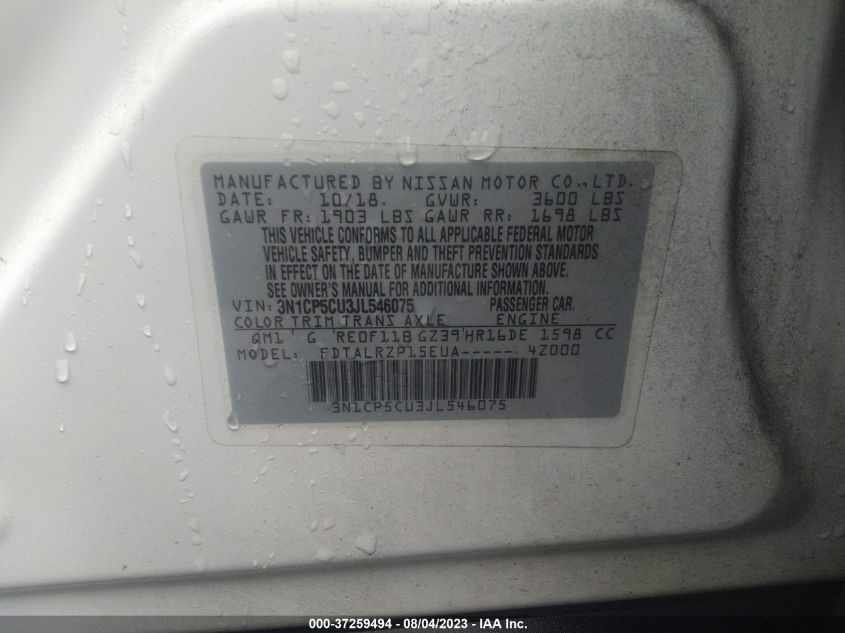 MANUFACTURED BY NISSAN MOTOR CO., LTD.
DATE: 10/18. GVWR: 3600 LBS
GAWR FR: 1903 LBS GAWR RR: 1698 LBS
THIS VEHICLE CONFORMS TO ALL APPLICABLE FEDERAL MOTOR
VEHICLE SAFETY, BUMPER AND THEFT PREVENTION STANDARDS
IN EFFECT ON THE DATE OF MANUFACTURE SHOWN ABOVE.
SEE OWNER'S MANUAL FOR ADDITIONAL INFORMATION.
VIN: 3N1CP5CU3JL546075 PASSENGER CAR.
COLOR TRIM TRANS AXLE ENGINE
QM1 G RE0F11B GZ39 HR16DE 1598 CC
MODEL: FDTALRZP15EUA----- 4Z000
3N1CP5CU3JL546075
000-37259494 - 08/04/2023 - IAA Inc.